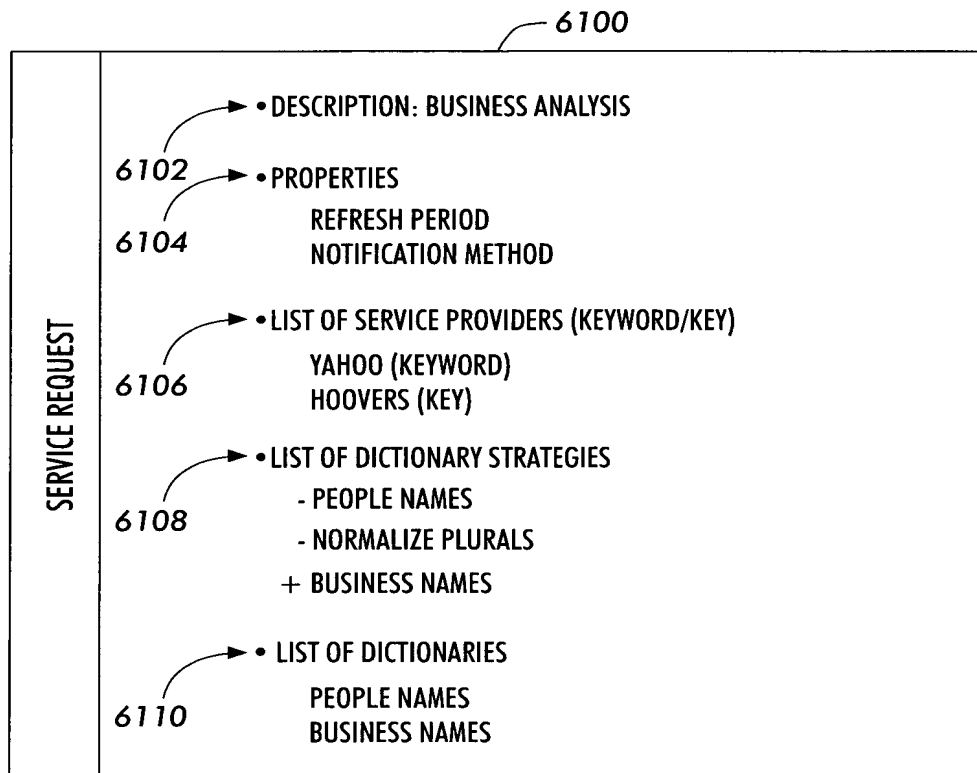 6100
SERVICE REQUEST
6102
• DESCRIPTION: BUSINESS ANALYSIS
6104
• PROPERTIES
REFRESH PERIOD
NOTIFICATION METHOD
6106
• LIST OF SERVICE PROVIDERS (KEYWORD/KEY)
YAHOO (KEYWORD)
HOOVERS (KEY)
6108
• LIST OF DICTIONARY STRATEGIES
- PEOPLE NAMES
- NORMALIZE PLURALS
+ BUSINESS NAMES
6110
• LIST OF DICTIONARIES
PEOPLE NAMES
BUSINESS NAMES